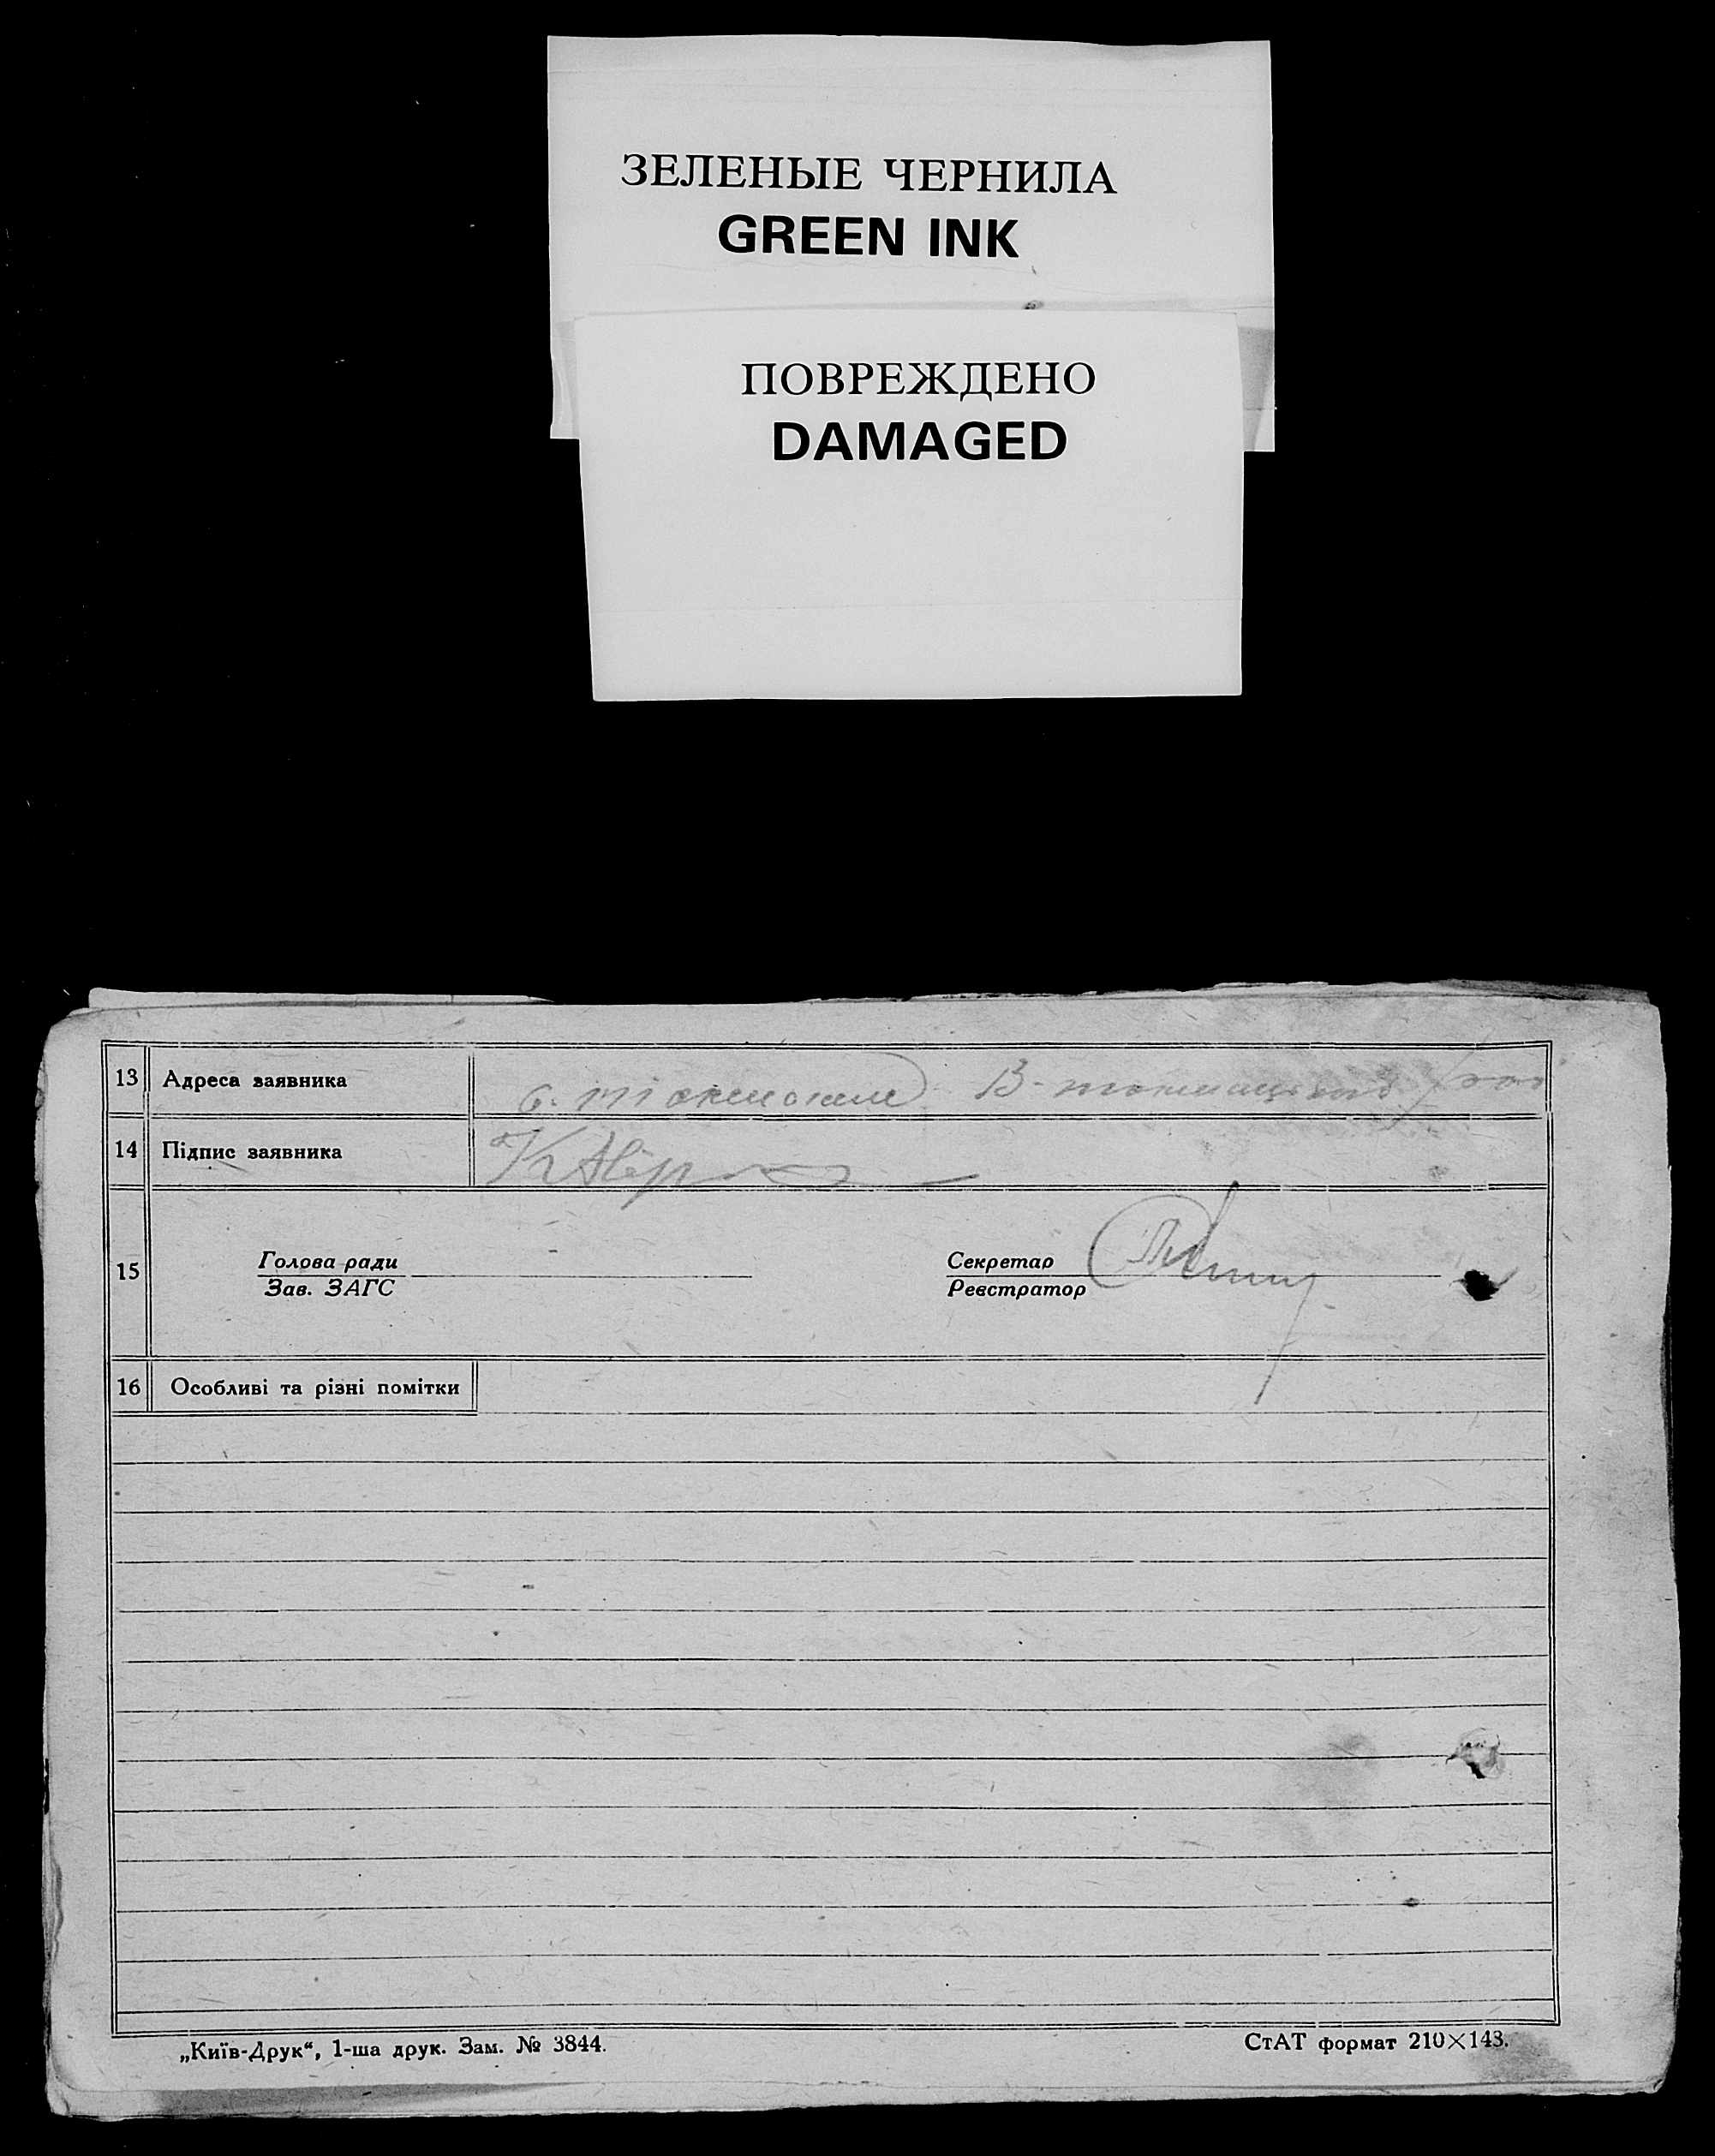 ЗЕЛЕНЫЕ ЧЕРНИЛА
GREEN INK
ПОВРЕЖДЕНО
DAMAGED
13 Адреса заявника с. В-токмацького
14 Підпис заявника
15 Голова ради Секретар
Зав. ЗАГС Реєстратор
16 Особливі та різні помітки
„Київ-Друк“, 1-ша друк. Зам. № 3844. СтАТ формат 210×143.